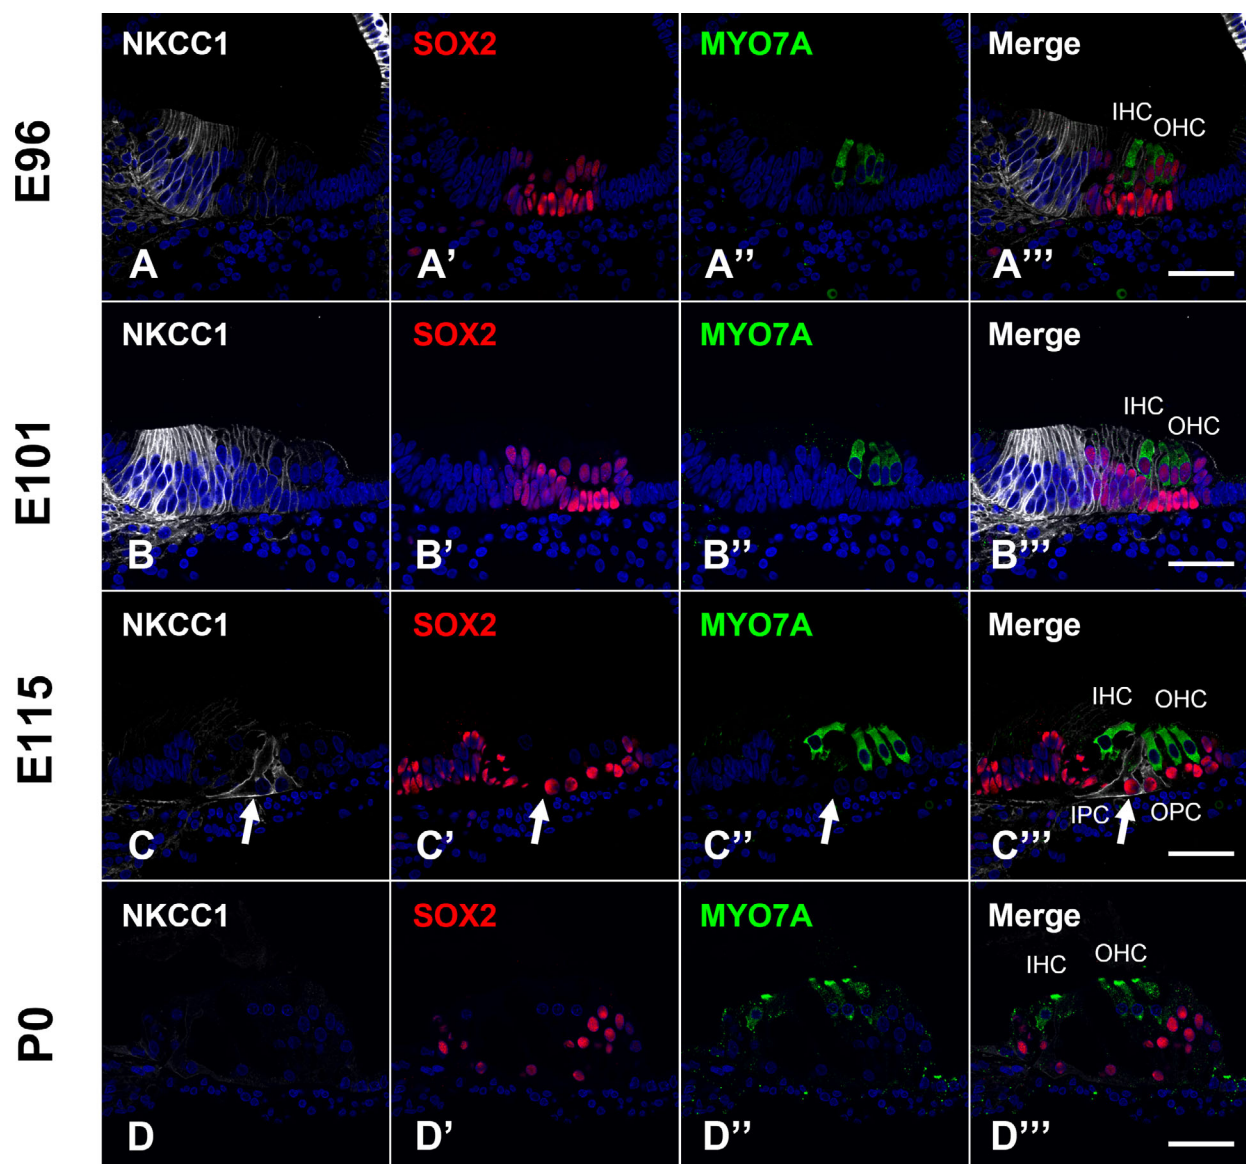 E96
NKCC1
SOX2
MYO7A
Merge
IHC
OHC
A
A’
A’’
A’’’
E101
NKCC1
SOX2
MYO7A
Merge
IHC
OHC
B
B’
B’’
B’’’
E115
NKCC1
SOX2
MYO7A
Merge
IHC
OHC
IPC
OPC
C
C’
C’’
C’’’
P0
NKCC1
SOX2
MYO7A
Merge
IHC
OHC
D
D’
D’’
D’’’